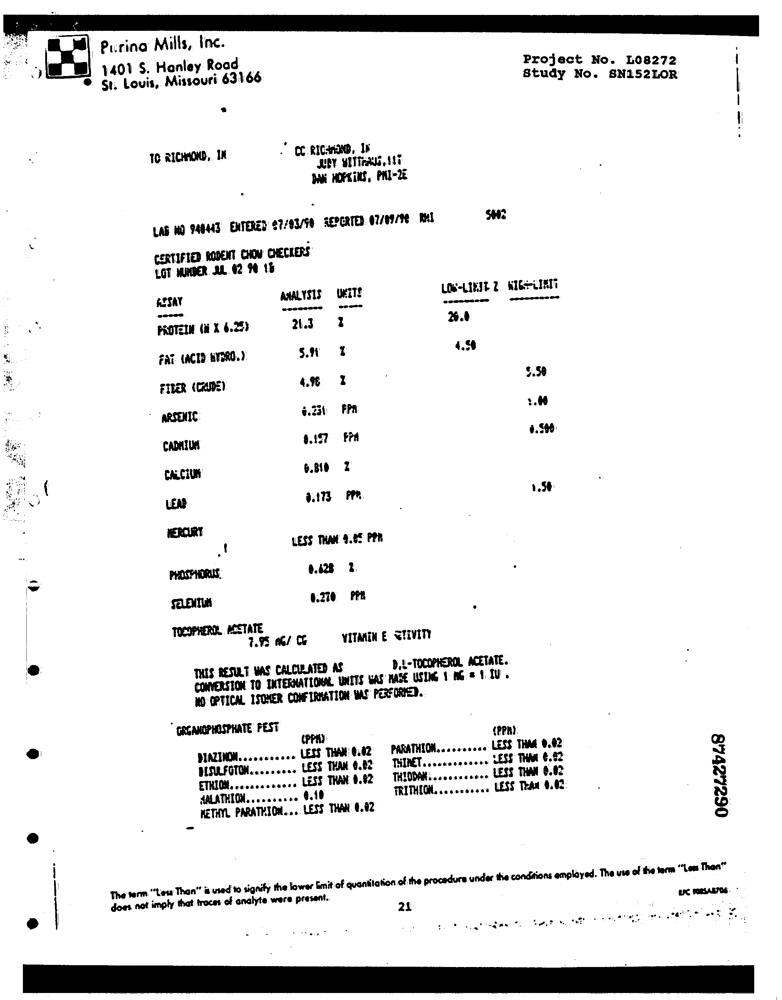 Purina Mills, Inc.
1401 S. Hanley Road
St. Louis, Missouri 63166
Project No. L08272
Study No. SN152LOR
TO RICHMOND, IN
CC RICHMOND, IN
JUDY WITTHAUS, 11T
DAN HOPKINS, PMI-2E
LAB NO 940443 ENTERED 07/03/90 REPORTED 07/09/90 RMI 5002
CERTIFIED RODENT CHOW CHECKERS
LOT NUMBER JUL 02 90 1B
ASSAY ANALYSIS UNITS LOW-LIMIT % HIGH-LIMIT
PROTEIN (N X 6.25) 21.3 % 20.0
FAT (ACID HYDRO.) 5.91 % 4.50
FIBER (CRUDE) 4.98 % 5.50
ARSENIC 0.231 PPM 1.00
CADMIUM 0.157 PPM 0.500
CALCIUM 0.810 %
LEAD 0.173 PPM 1.50
MERCURY
LESS THAN 0.05 PPM
PHOSPHORUS 0.628 %
SELENIUM 0.270 PPM
TOCOPHEROL ACETATE
7.95 MG/ CG VITAMIN E ACTIVITY
THIS RESULT WAS CALCULATED AS D,L-TOCOPHEROL ACETATE.
CONVERSION TO INTERNATIONAL UNITS WAS MADE USING 1 MG = 1 IU .
NO OPTICAL ISOMER CONFIRMATION WAS PERFORMED.
ORGANOPHOSPHATE PEST
(PPM) (PPM)
DIAZINON........... LESS THAN 0.02 PARATHION.......... LESS THAN 0.02
DISULFOTON......... LESS THAN 0.02 THIMET............. LESS THAN 0.02
ETHION............. LESS THAN 0.02 THIODAN............ LESS THAN 0.02
MALATHION.......... 0.10 TRITHION........... LESS THAN 0.02
METHYL PARATHION... LESS THAN 0.02
87427290
The term "Less Than" is used to signify the lower limit of quantitation of the procedure under the conditions employed. The use of the term "Less Than"
does not imply that traces of analyte were present.
21